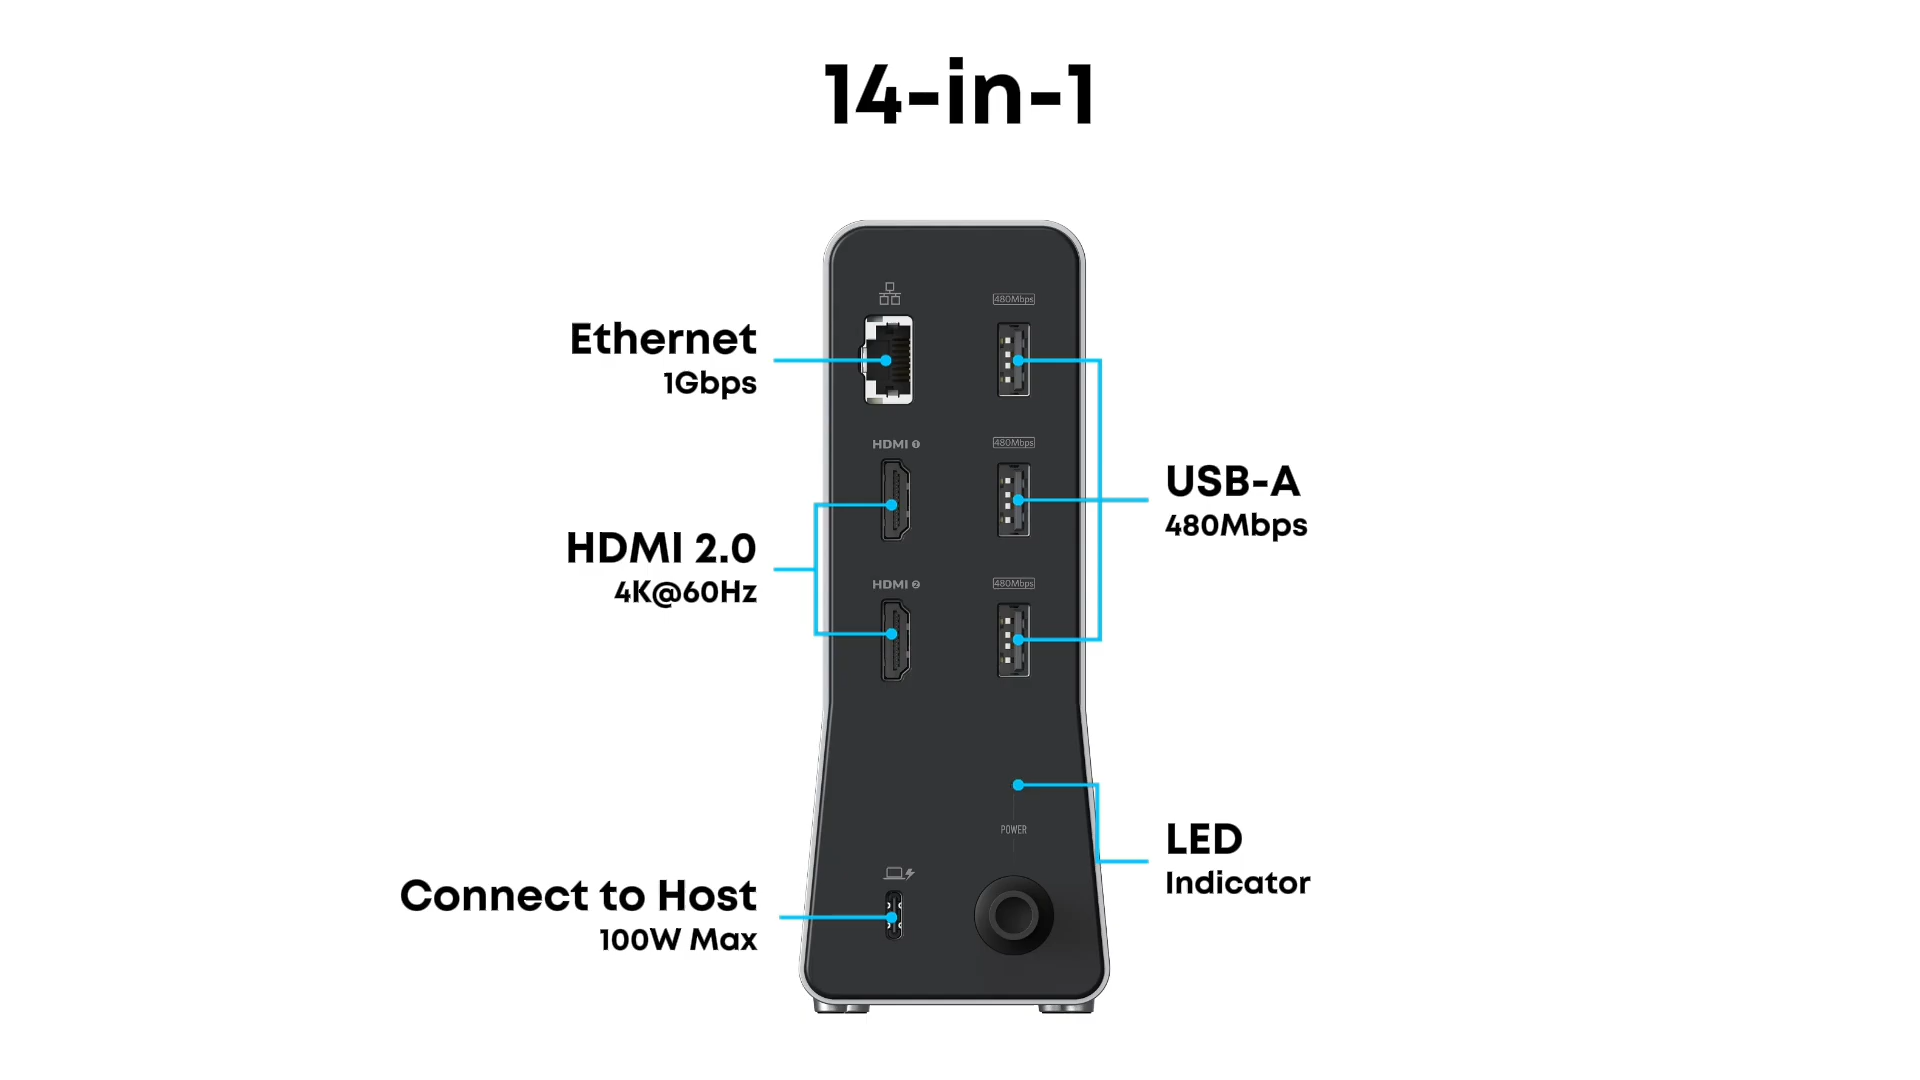 14-in-1
Ethernet
1Gbps
480Mbps
HDMI 1
480Mbps
USB-A
480Mbps
HDMI 2.0
4K@60Hz
HDMI 2
480Mbps
POWER
LED
Indicator
Connect to Host
100W Max